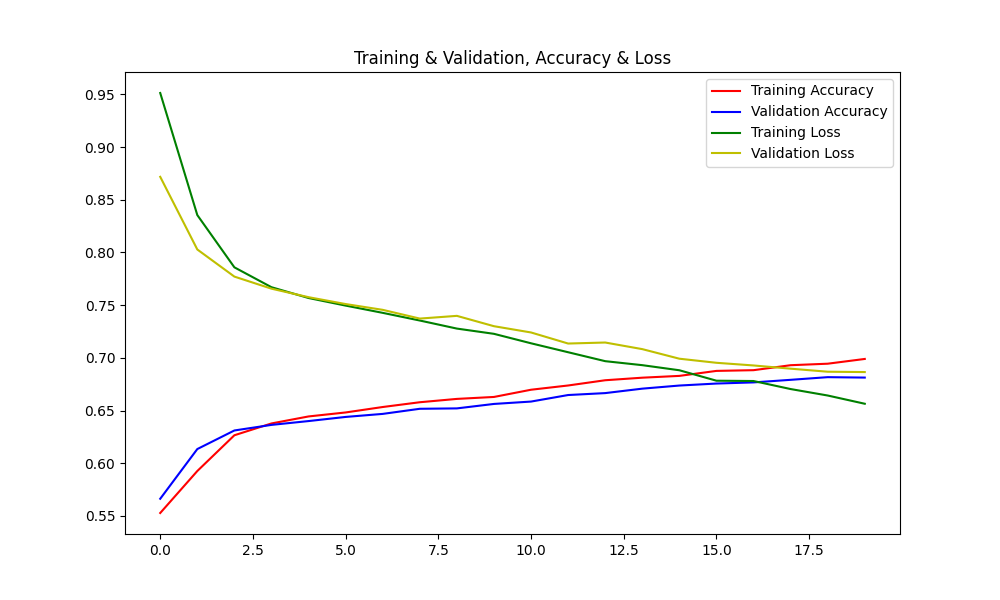 Training & Validation, Accuracy & Loss
Training Accuracy
Validation Accuracy
Training Loss
Validation Loss
0.95
0.90
0.85
0.80
0.75
0.70
0.65
0.60
0.55
0.0 2.5 5.0 7.5 10.0 12.5 15.0 17.5